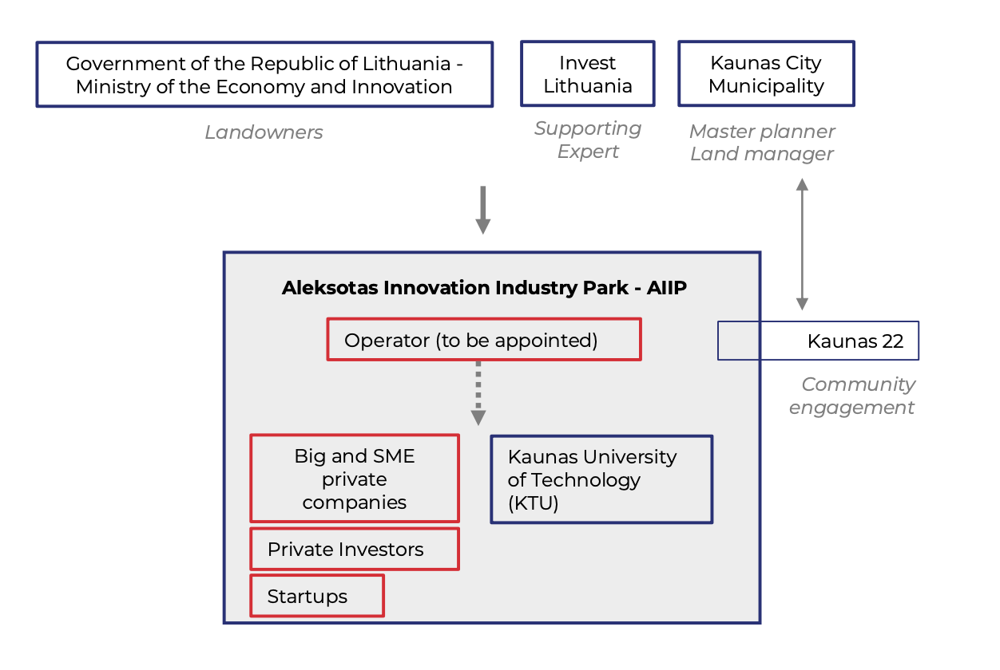 Government of the Republic of Lithuania -
Ministry of the Economy and Innovation
Landowners
Invest
Lithuania
Supporting
Expert
Kaunas City
Municipality
Master planner
Land manager
Aleksotas Innovation Industry Park - AIIP
Operator (to be appointed)
Kaunas 22
Community
engagement
Big and SME
private
companies
Kaunas University
of Technology
(KTU)
Private Investors
Startups